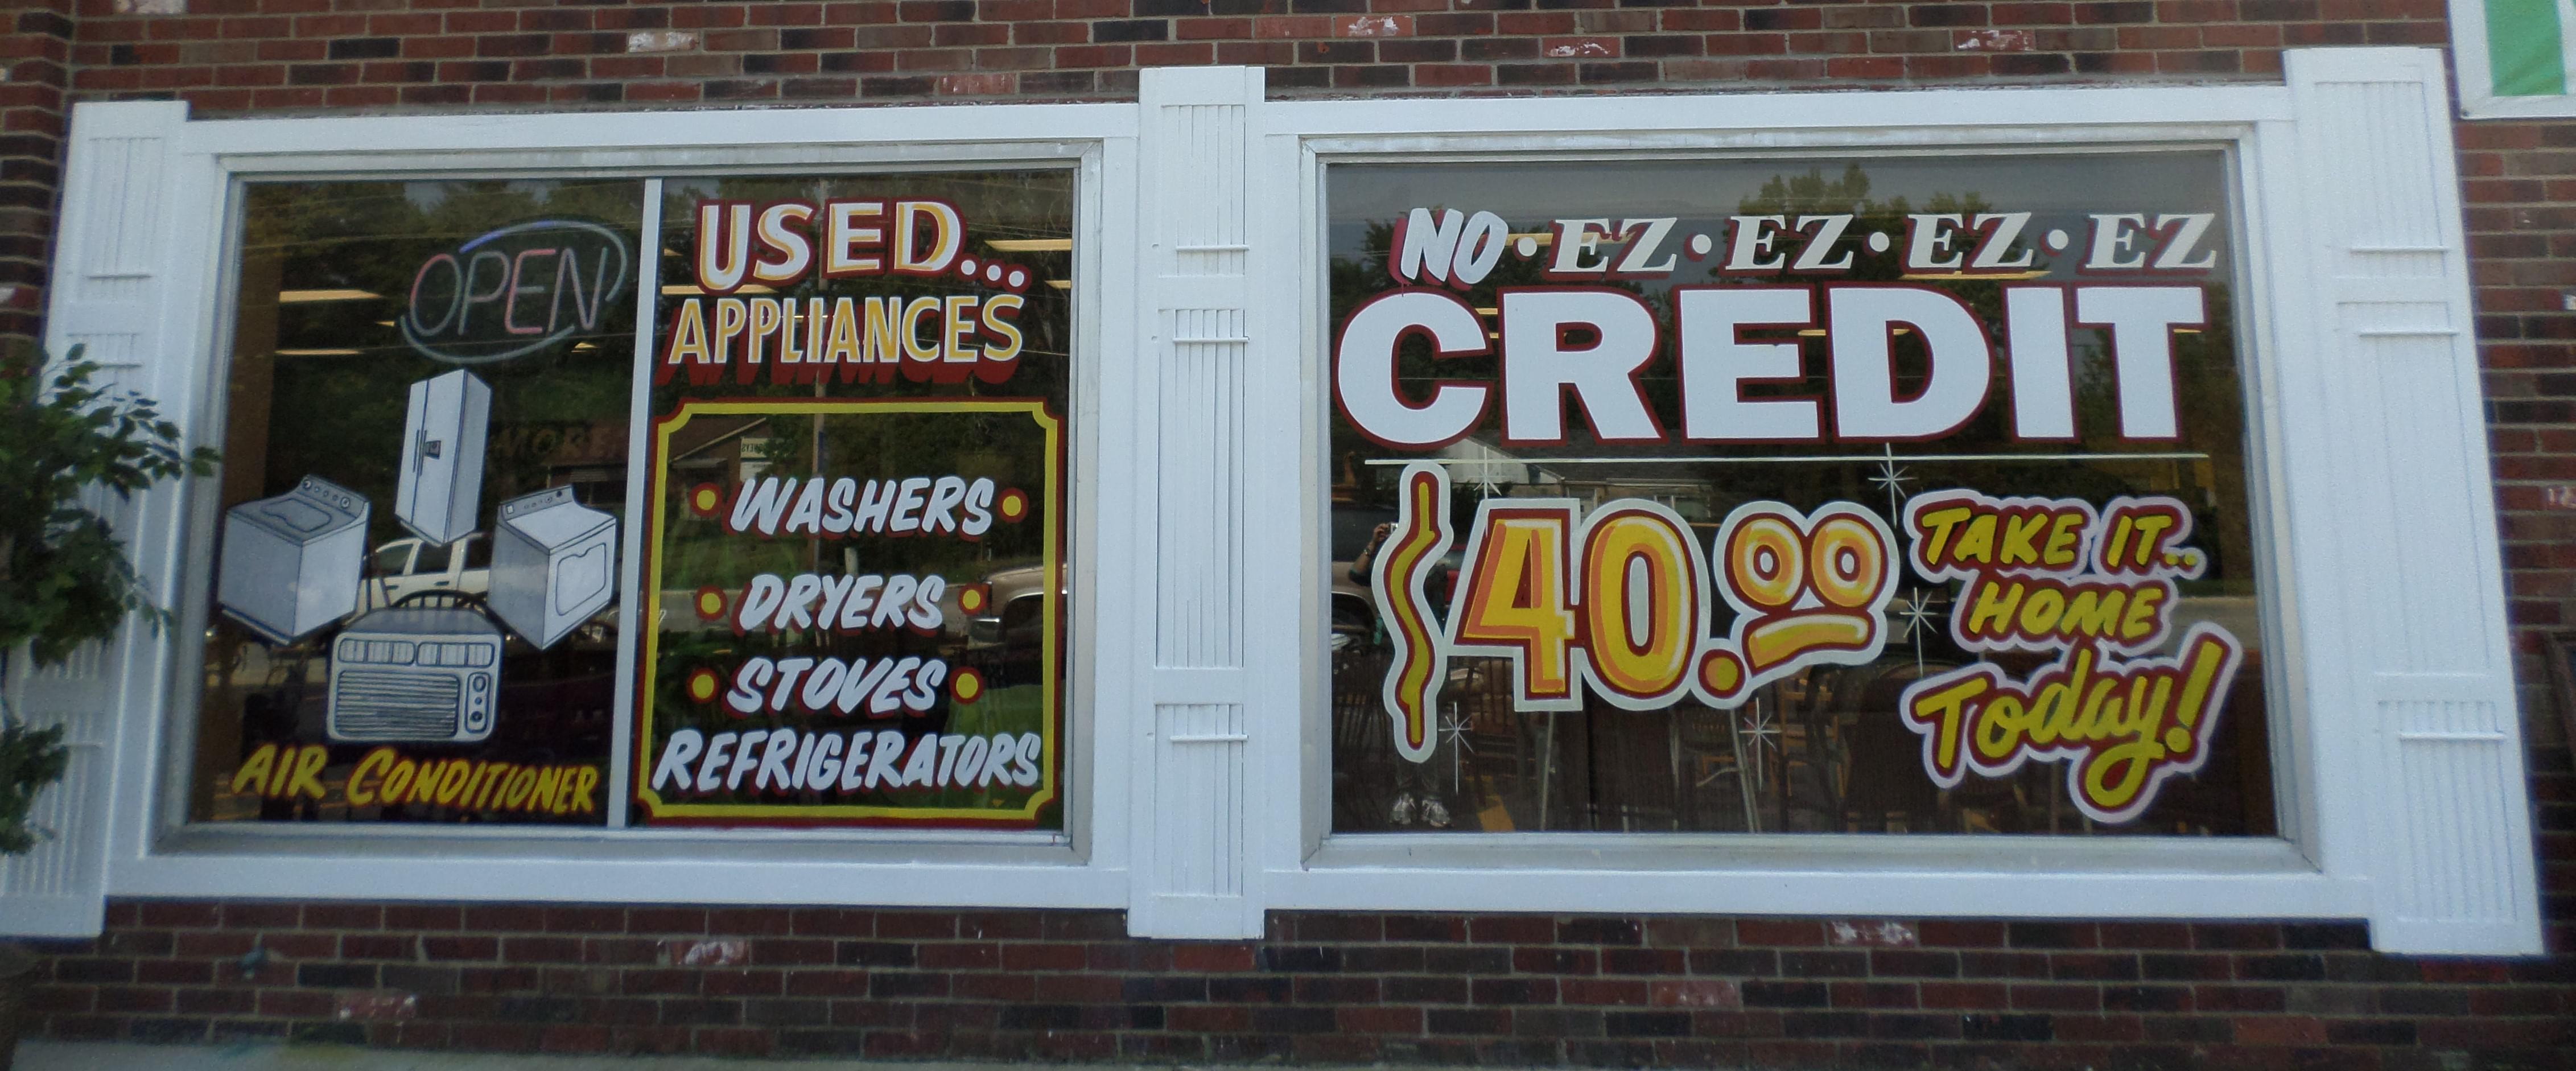 OPEN
AIR CONDITIONER
USED...
APPLIANCES
WASHERS
DRYERS
STOVES
REFRIGERATORS
NO • EZ • EZ • EZ • EZ
CREDIT
$40.00
TAKE IT..
HOME
Today!